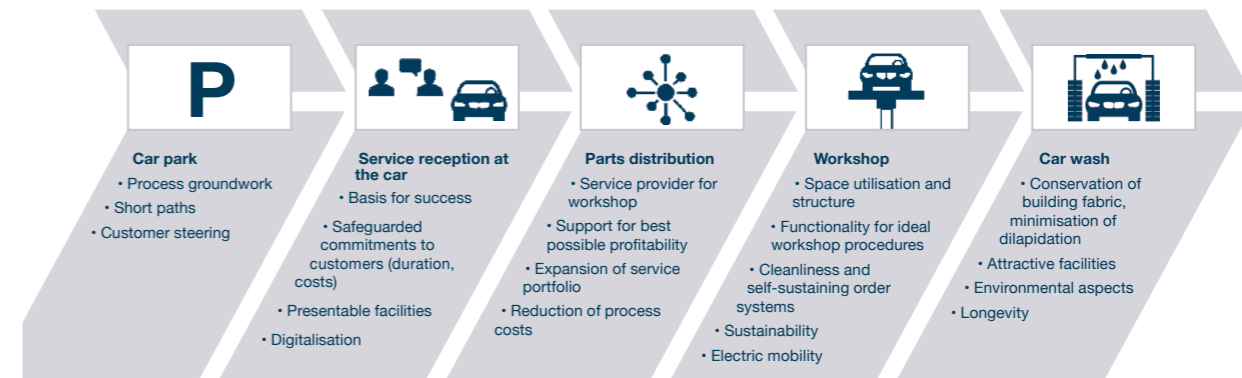 P
Car park
• Process groundwork
• Short paths
• Customer steering
Service reception at
the car
• Basis for success
• Safeguarded
commitments to
customers (duration,
costs)
• Presentable facilities
• Digitalisation
Parts distribution
• Service provider for
workshop
• Support for best
possible profitability
• Expansion of service
portfolio
• Reduction of process
costs
Workshop
• Space utilisation and
structure
• Functionality for ideal
workshop procedures
• Cleanliness and
self-sustaining order
systems
• Sustainability
• Electric mobility
Car wash
• Conservation of
building fabric,
minimisation of
dilapidation
• Attractive facilities
• Environmental aspects
• Longevity